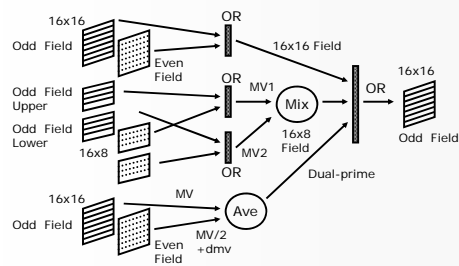 OR
16x16
16x16 Field
Odd Field
Even
Field
16x16
OR
MV1
OR
Odd Field
Upper
Mix
Odd Field
Lower
16x8
16x8
Field
Odd Field
MV2
OR
Dual-prime
16x16
MV
Odd Field
Ave
Even
Field
MV/2
+dmv